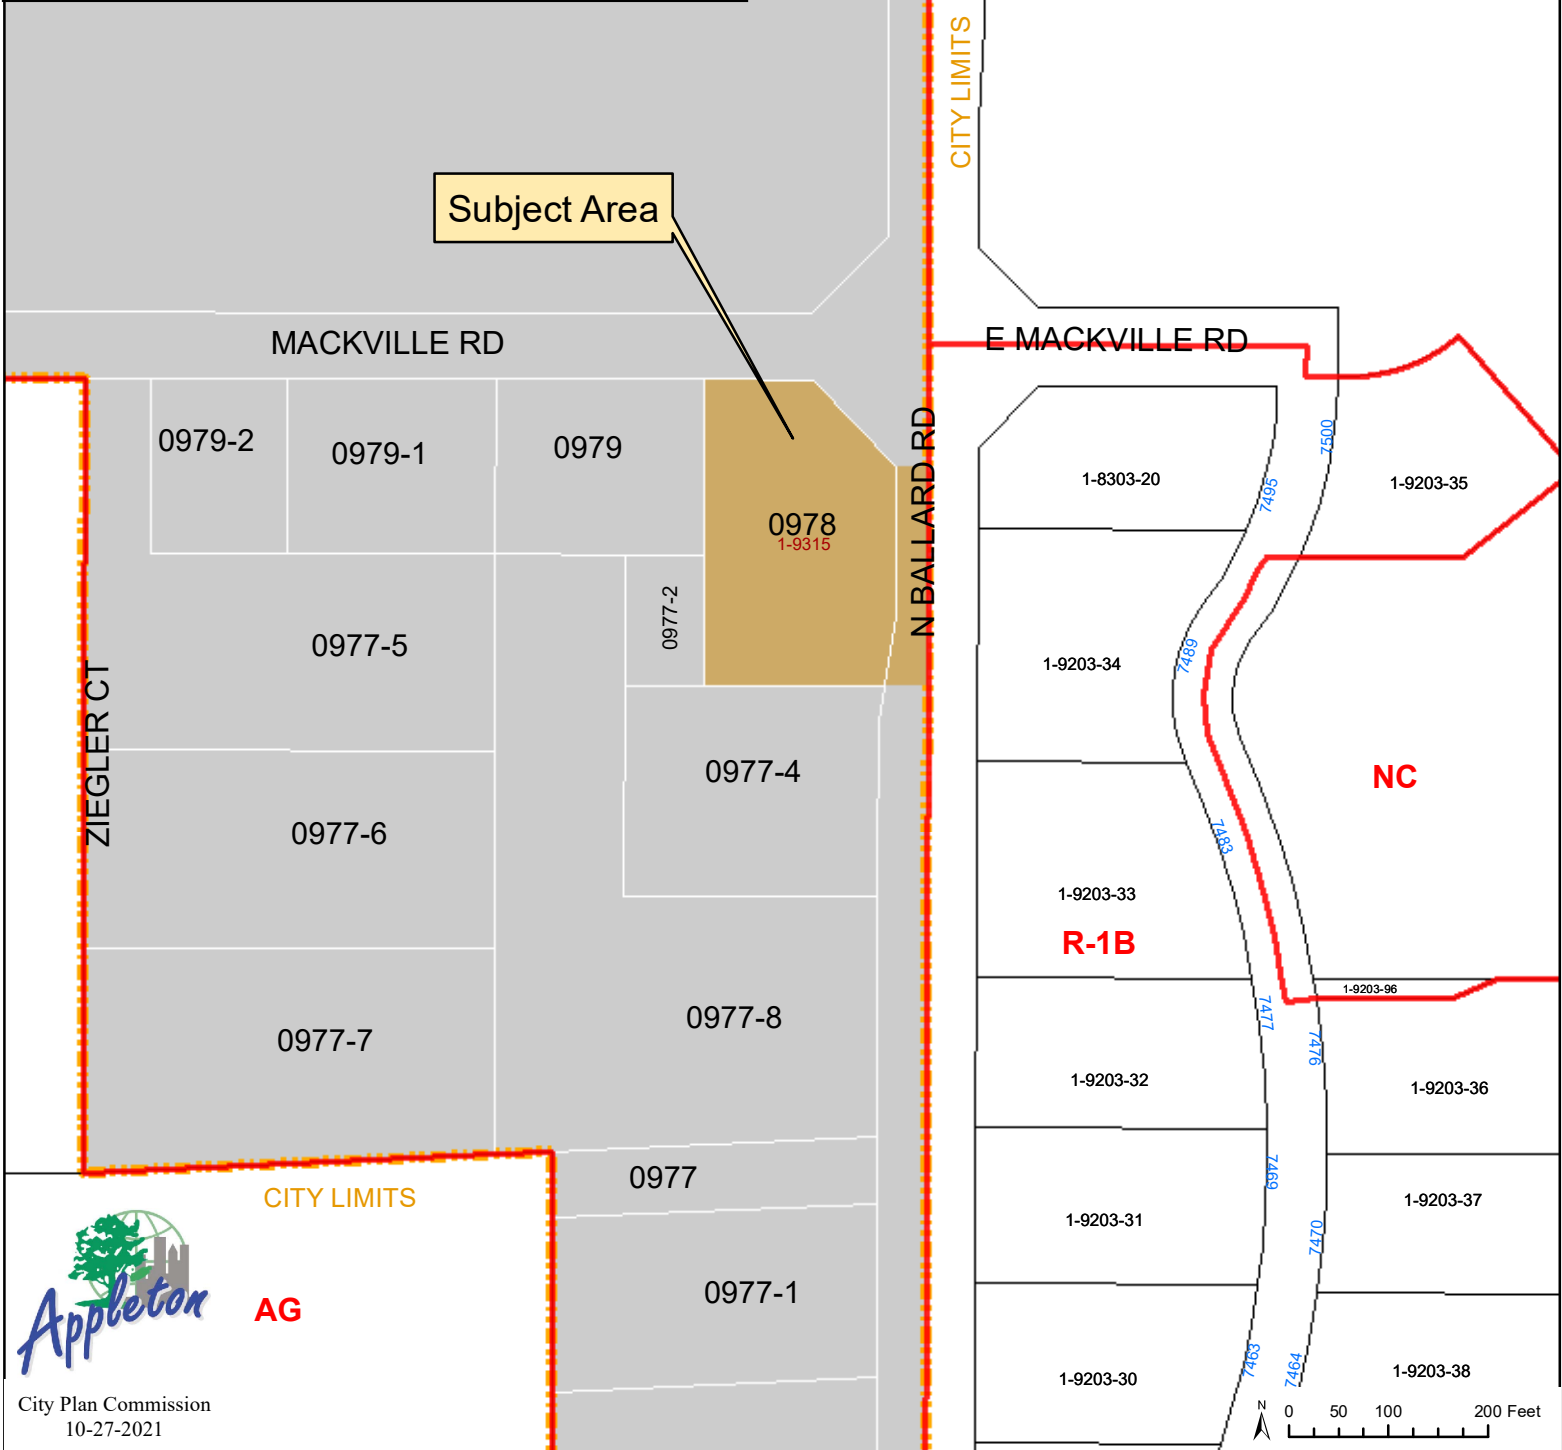 CITY LIMITS
Subject Area
MACKVILLE RD
E MACKVILLE RD
0979-2
0979-1
0979
0978
1-9315
N BALLARD RD
1-8303-20
7495
7500
1-9203-35
0977-5
0977-2
1-9203-34
7489
ZIEGLER CT
0977-4
NC
0977-6
7483
1-9203-33
R-1B
1-9203-96
0977-7
0977-8
7477
7476
1-9203-32
1-9203-36
0977
7469
CITY LIMITS
1-9203-31
1-9203-37
7470
0977-1
Appleton
AG
1-9203-30
7463
7464
1-9203-38
City Plan Commission
10-27-2021
N
0 50 100 200 Feet